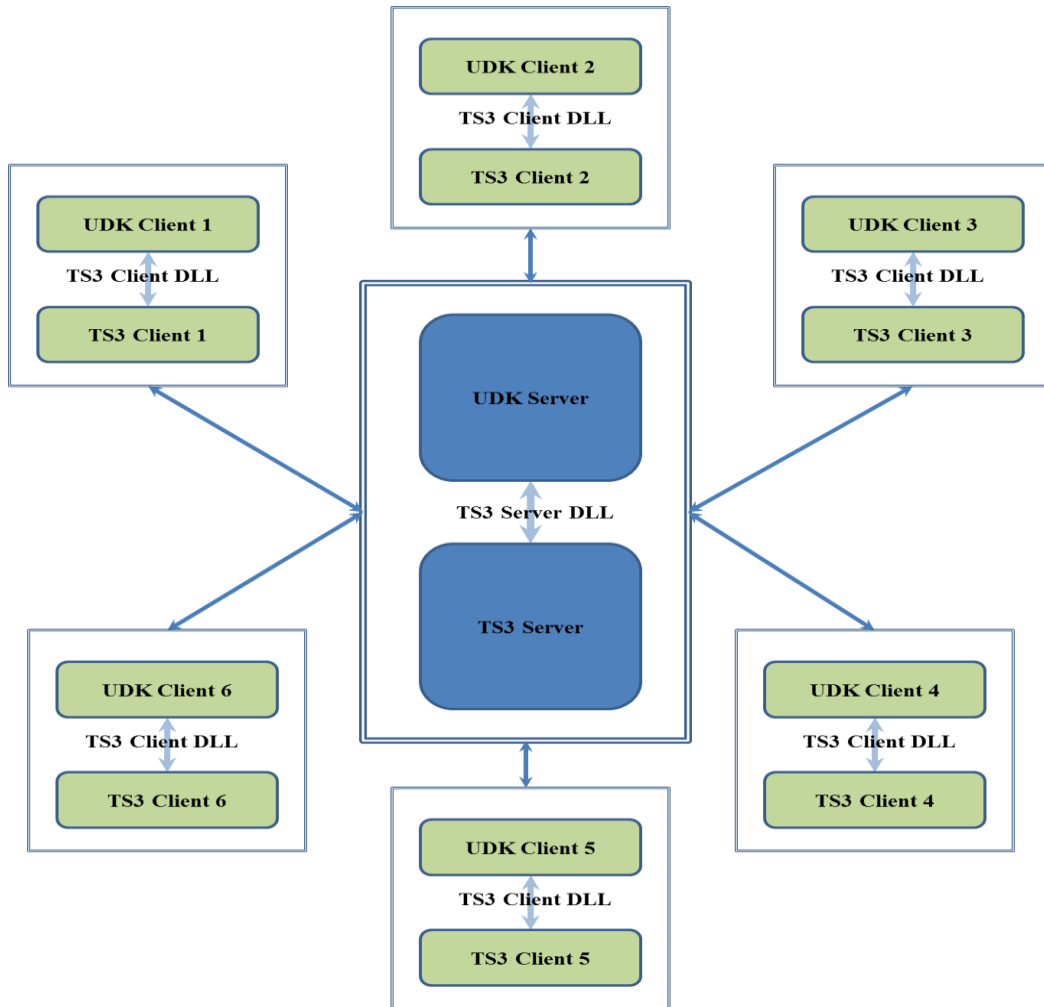 UDK Client 2
TS3 Client DLL
TS3 Client 2
UDK Client 1
TS3 Client DLL
TS3 Client 1
UDK Client 3
TS3 Client DLL
TS3 Client 3
UDK Server
TS3 Server DLL
TS3 Server
UDK Client 6
TS3 Client DLL
TS3 Client 6
UDK Client 4
TS3 Client DLL
TS3 Client 4
UDK Client 5
TS3 Client DLL
TS3 Client 5